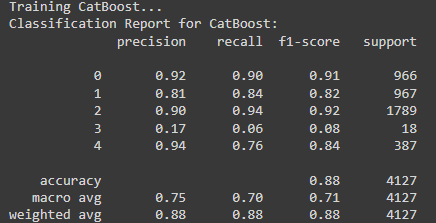 Training CatBoost...
Classification Report for CatBoost:
precision recall f1-score support
0 0.92 0.90 0.91 966
1 0.81 0.84 0.82 967
2 0.90 0.94 0.92 1789
3 0.17 0.06 0.08 18
4 0.94 0.76 0.84 387
accuracy 0.88 4127
macro avg 0.75 0.70 0.71 4127
weighted avg 0.88 0.88 0.88 4127